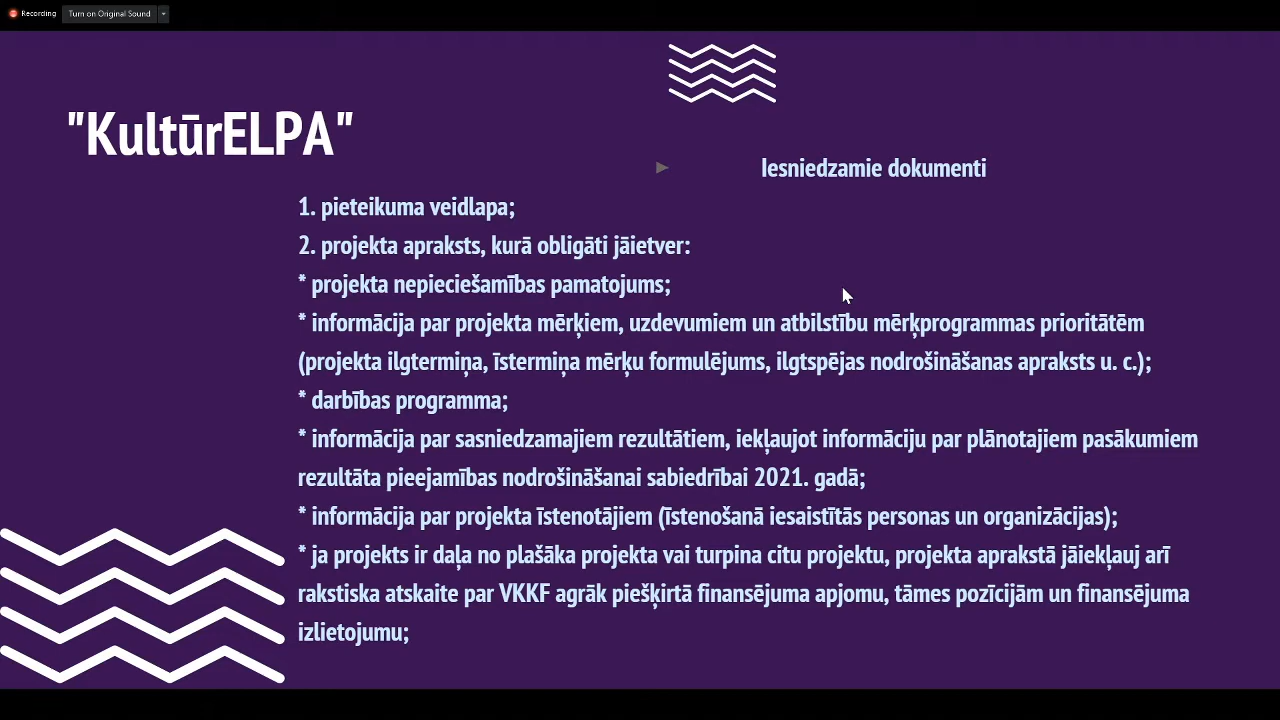 Recording
Turn on Original Sound
"KultūrELPA"
Iesniedzamie dokumenti
1. pieteikuma veidlapa;
2. projekta apraksts, kurā obligāti jāietver:
* projekta nepieciešamības pamatojums;
* informācija par projekta mērķiem, uzdevumiem un atbilstību mērķprogrammas prioritātēm
(projekta ilgtermiņa, īstermiņa mērķu formulējums, ilgtspējas nodrošināšanas apraksts u. c.);
* darbības programma;
* informācija par sasniedzamajiem rezultātiem, iekļaujot informāciju par plānotajiem pasākumiem
rezultāta pieejamības nodrošināšanai sabiedrībai 2021. gadā;
* informācija par projekta īstenotājiem (īstenošanā iesaistītās personas un organizācijas);
* ja projekts ir daļa no plašāka projekta vai turpina citu projektu, projekta aprakstā jāiekļauj arī
rakstiska atskaite par VKKF agrāk piešķirtā finansējuma apjomu, tāmes pozīcijām un finansējuma
izlietojumu;